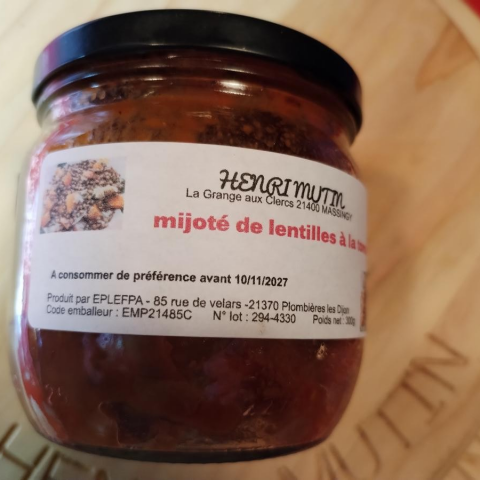 HENRI MUTIN
La Grange aux Clercs 21400 MASSINGY
mijoté de lentilles à la
A consommer de préférence avant 10/11/2027
Produit par EPLEFPA - 85 rue de velars -21370 Plombières les Dijon
Code emballeur : EMP21485C N° lot : 294-4330 Poids net : 300g
MUTIN